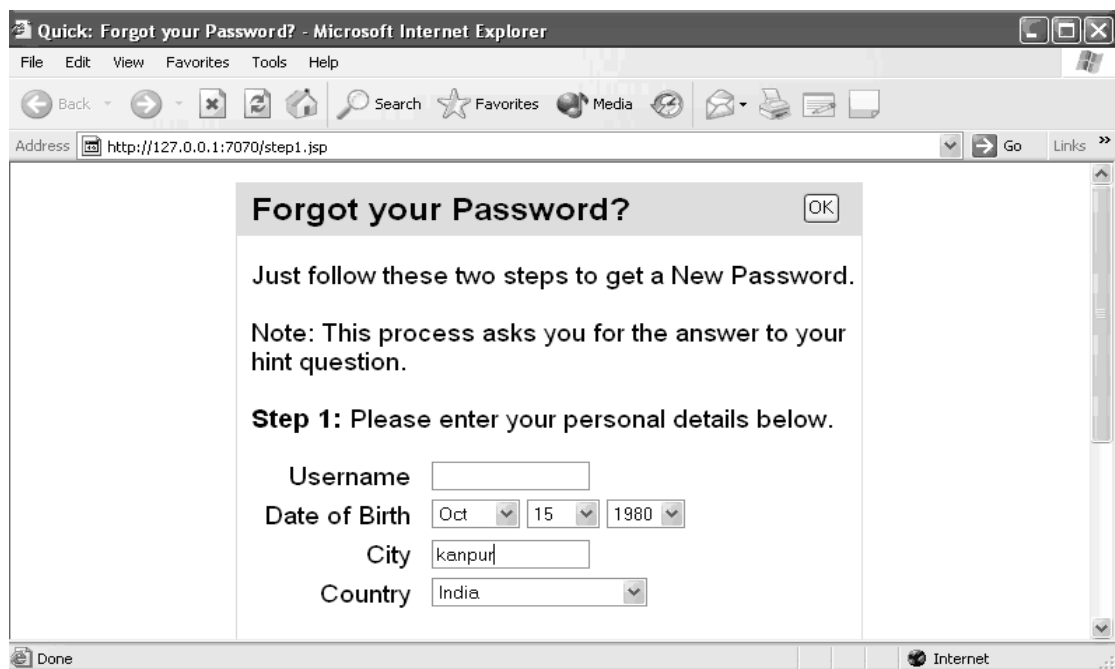 Quick: Forgot your Password? - Microsoft Internet Explorer
File Edit View Favorites Tools Help
Back Search Favorites Media
Address http://127.0.0.1:7070/step1.jsp Go Links »
Forgot your Password? OK
Just follow these two steps to get a New Password.
Note: This process asks you for the answer to your
hint question.
Step 1: Please enter your personal details below.
Username
Date of Birth Oct 15 1980
City kanpur
Country India
Done Internet